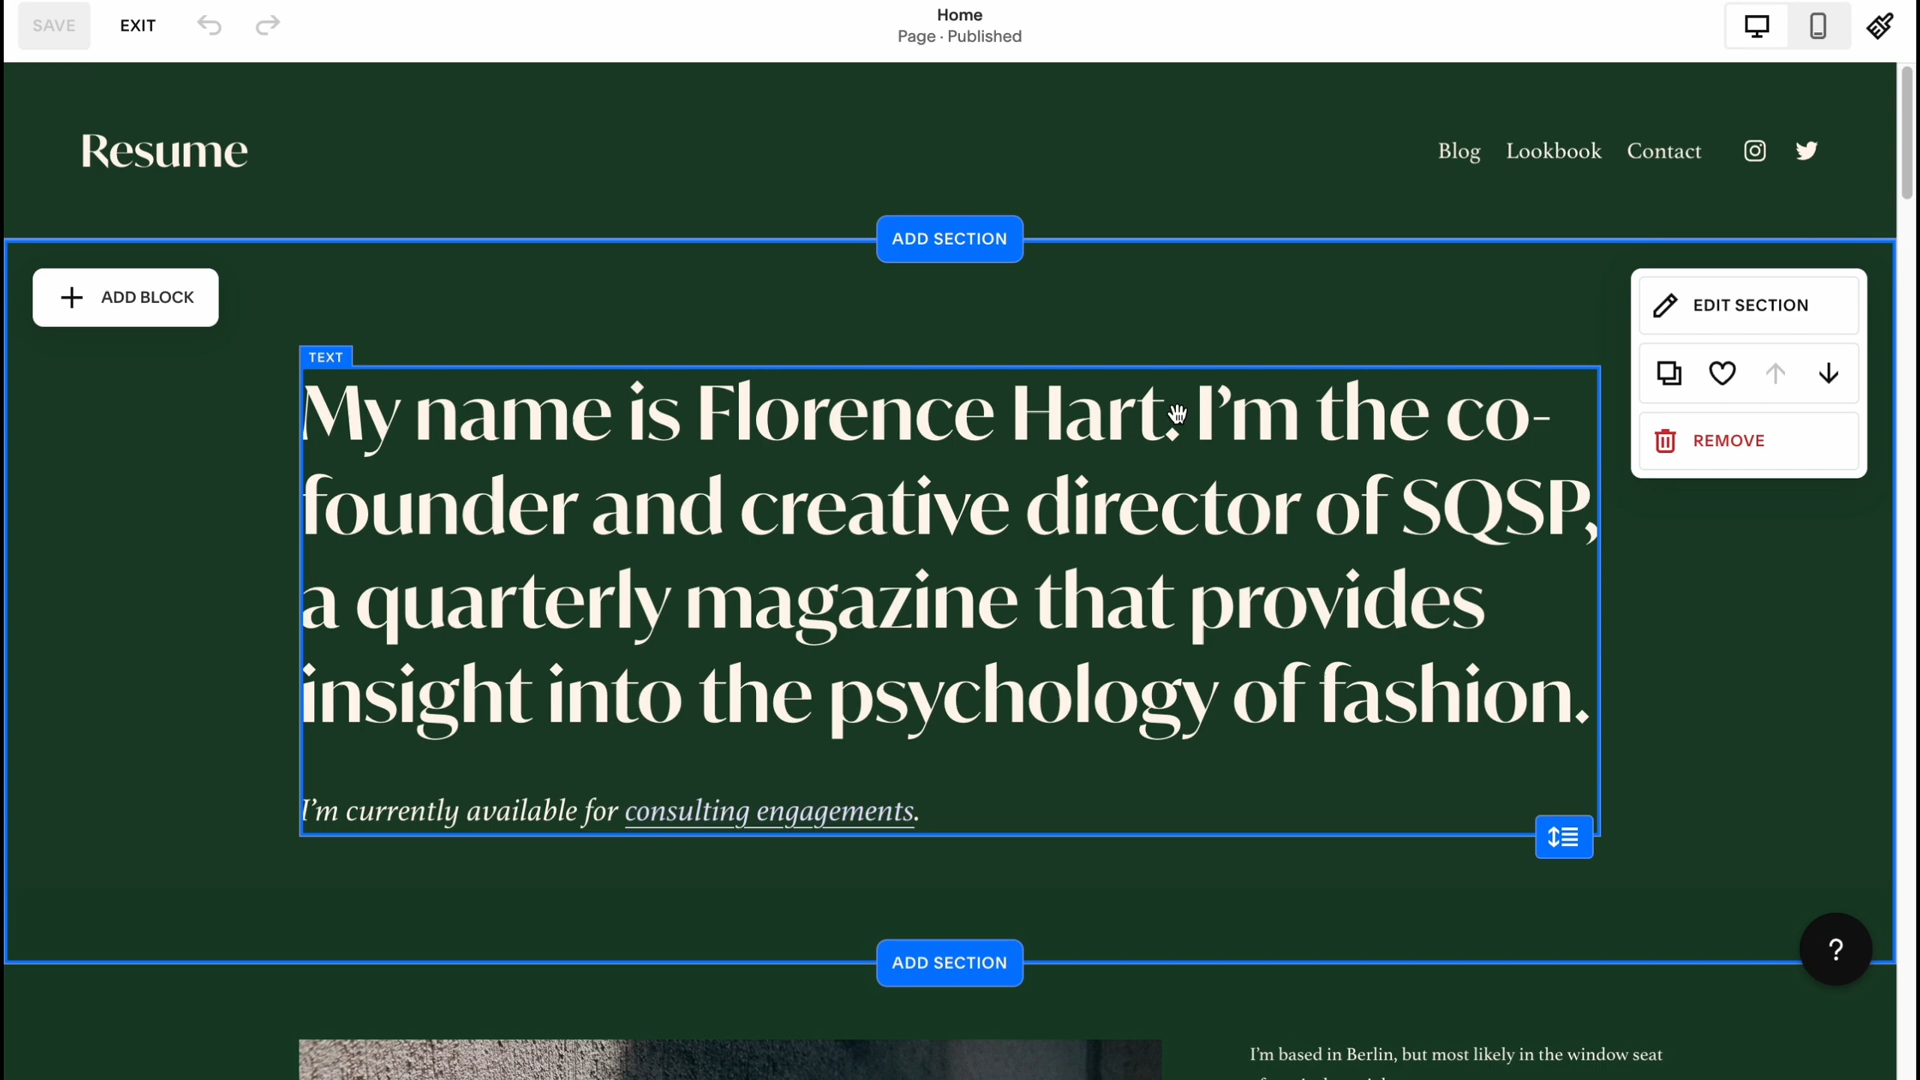 SAVE
EXIT
Home
Page · Published
Resume
Blog Lookbook Contact
ADD SECTION
ADD BLOCK
EDIT SECTION
REMOVE
TEXT
My name is Florence Hart. I’m the co-
founder and creative director of SQSP,
a quarterly magazine that provides
insight into the psychology of fashion.
I’m currently available for consulting engagements.
?
ADD SECTION
I’m based in Berlin, but most likely in the window seat